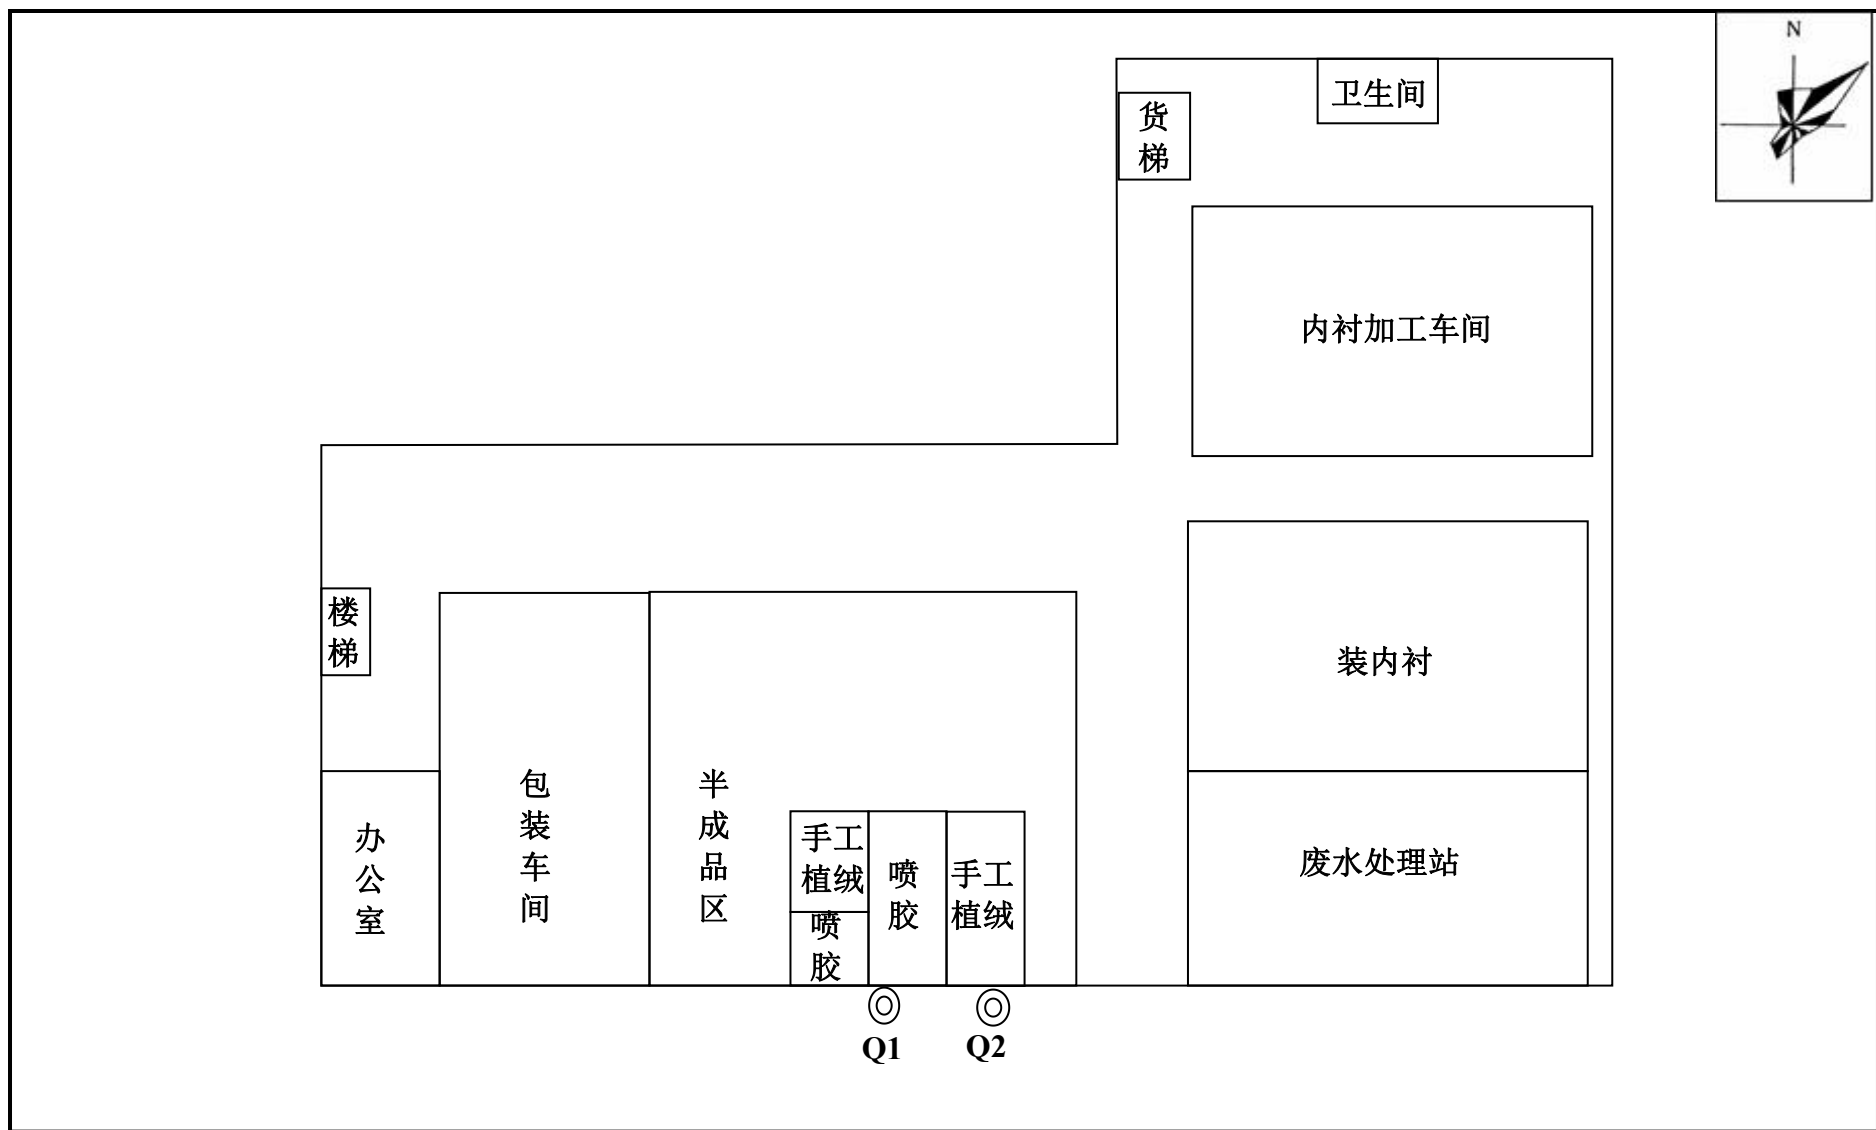 N
卫生间
货
梯
内衬加工车间
楼
梯
装内衬
办
公
室
包
装
车
间
半
成
品
区
手工
植绒
喷
胶
喷
胶
手工
植绒
废水处理站
Q1
Q2